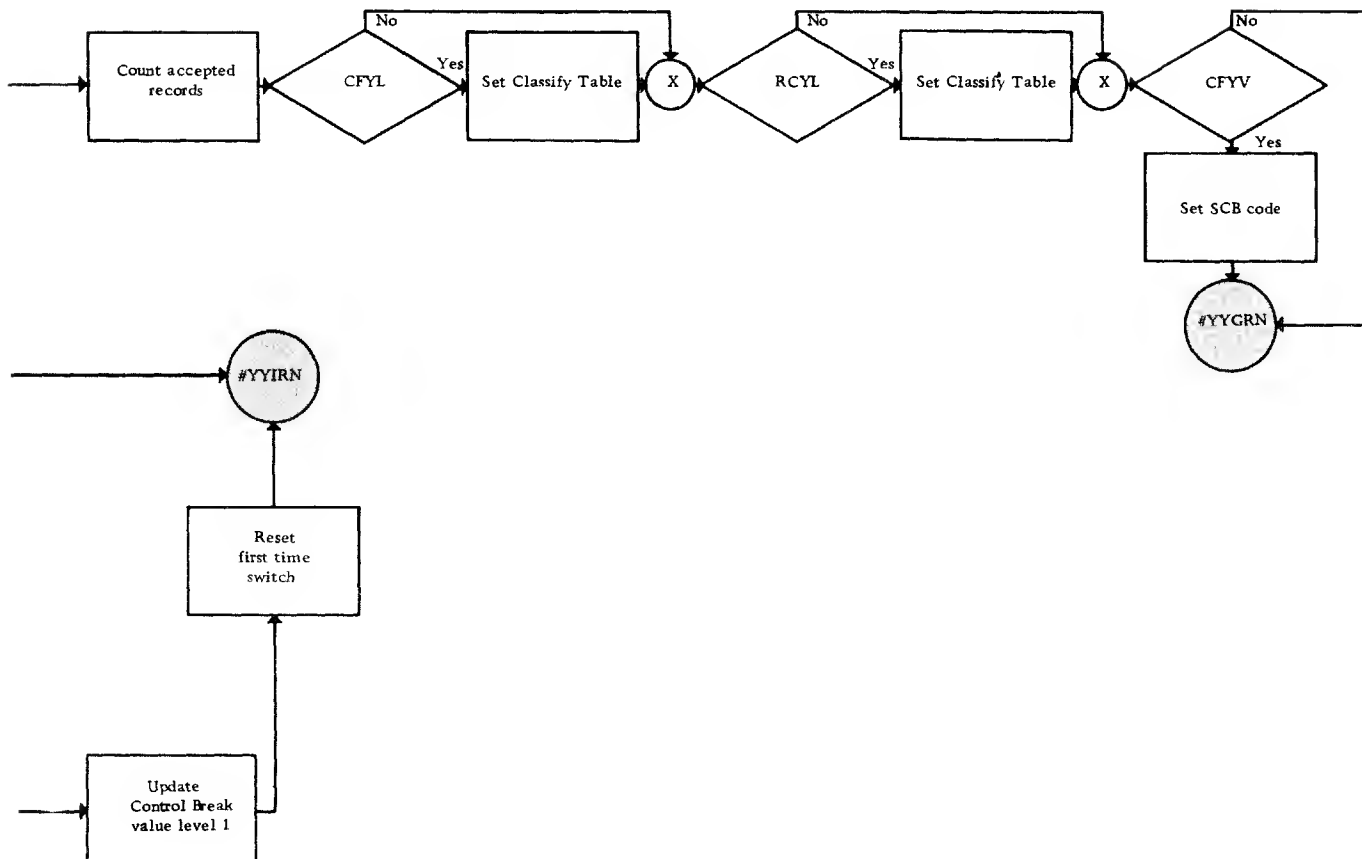 No
No
No
Count accepted
records
CFYL
Yes
Set Classify Table
X
RCYL
Yes
Set Classify Table
X
CFYV
Yes
Set SCB code
#YYGRN
#YYIRN
Reset
first time
switch
Update
Control Break
value level 1